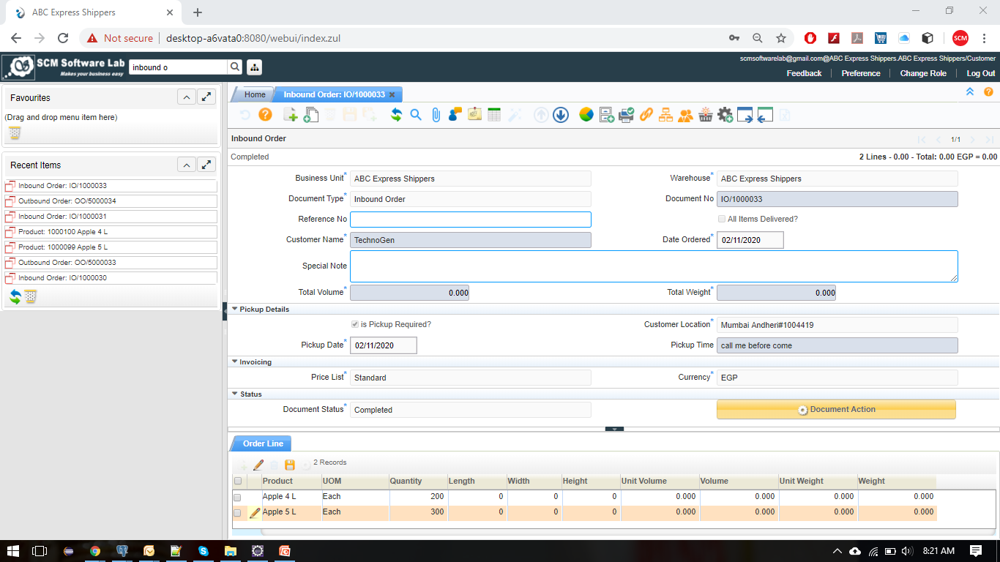 ABC Express Shippers
Not secure | desktop-a6vata0:8080/webui/index.zul
SCM
SCM Software Lab
Makes your business easy
inbound o
scmsoftwarelab@gmail.com@ABC Express Shippers.ABC Express Shippers/Customer
Feedback | Preference | Change Role | Log Out
Favourites
(Drag and drop menu item here)
Recent Items
Inbound Order: IO/1000033
Outbound Order: OO/5000034
Inbound Order: IO/1000031
Product: 1000100 Apple 4 L
Product: 1000099 Apple 5 L
Outbound Order: OO/5000033
Inbound Order: IO/1000030
Home
Inbound Order: IO/1000033
Inbound Order
1/1
Completed
2 Lines - 0.00 - Total: 0.00 EGP = 0.00
Business Unit* ABC Express Shippers Warehouse* ABC Express Shippers
Document Type* Inbound Order Document No IO/1000033
Reference No All Items Delivered?
Customer Name* TechnoGen Date Ordered* 02/11/2020
Special Note
Total Volume* 0.000 Total Weight* 0.000
Pickup Details
is Pickup Required? Customer Location* Mumbai Andheri#1004419
Pickup Date* 02/11/2020 Pickup Time call me before come
Invoicing
Price List* Standard Currency* EGP
Status
Document Status* Completed Document Action
Order Line
2 Records
Product UOM Quantity Length Width Height Unit Volume Volume Unit Weight Weight
Apple 4 L Each 200 0 0 0 0.000 0.000 0.000 0.000
Apple 5 L Each 300 0 0 0 0.000 0.000 0.000 0.000
8:21 AM